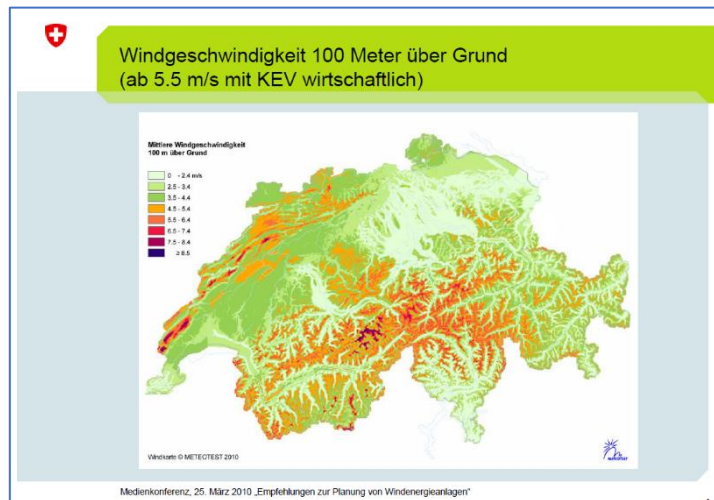 Windgeschwindigkeit 100 Meter über Grund
(ab 5.5 m/s mit KEV wirtschaftlich)
Mittlere Windgeschwindigkeit
100 m über Grund
0 - 2.4 m/s
2.5 - 3.4
3.5 - 4.4
4.5 - 5.4
5.5 - 6.4
6.5 - 7.4
7.5 - 8.4
≥ 8.5
Windkarte © METEOTEST 2010
METEOTEST
Medienkonferenz, 25. März 2010 „Empfehlungen zur Planung von Windenergieanlagen"